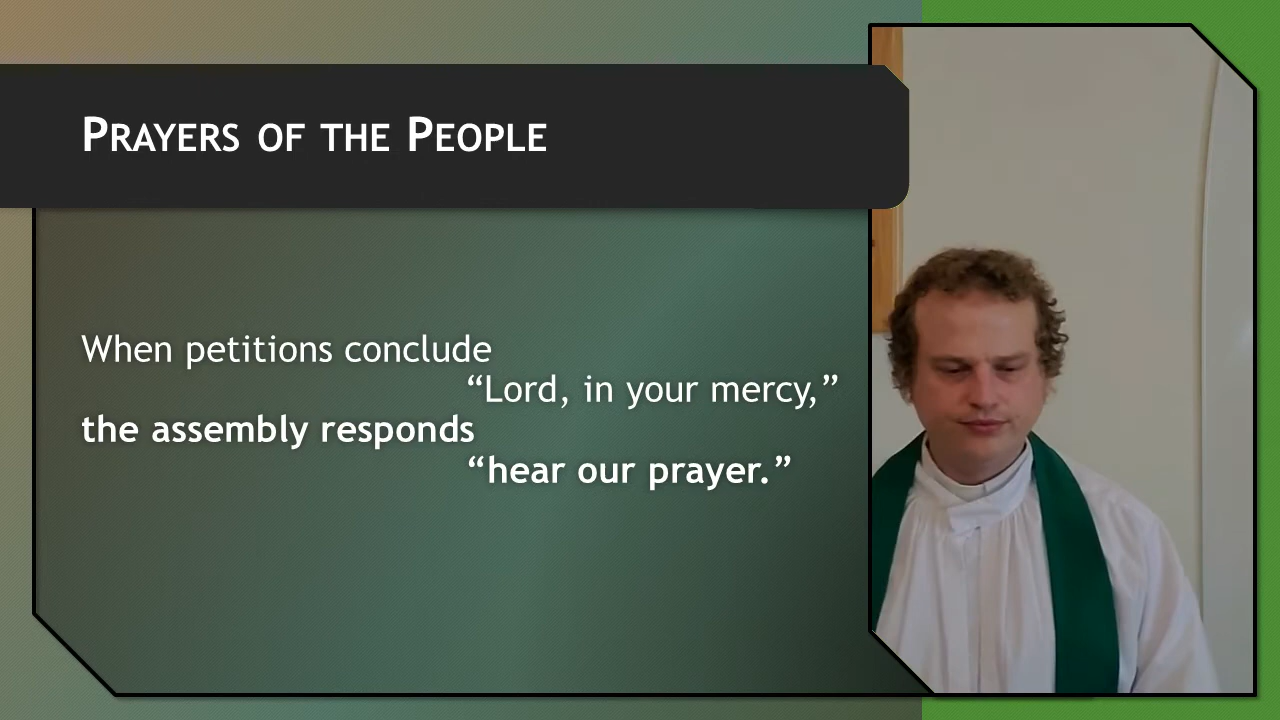 PRAYERS OF THE PEOPLE
When petitions conclude
“Lord, in your mercy,”
the assembly responds
“hear our prayer.”